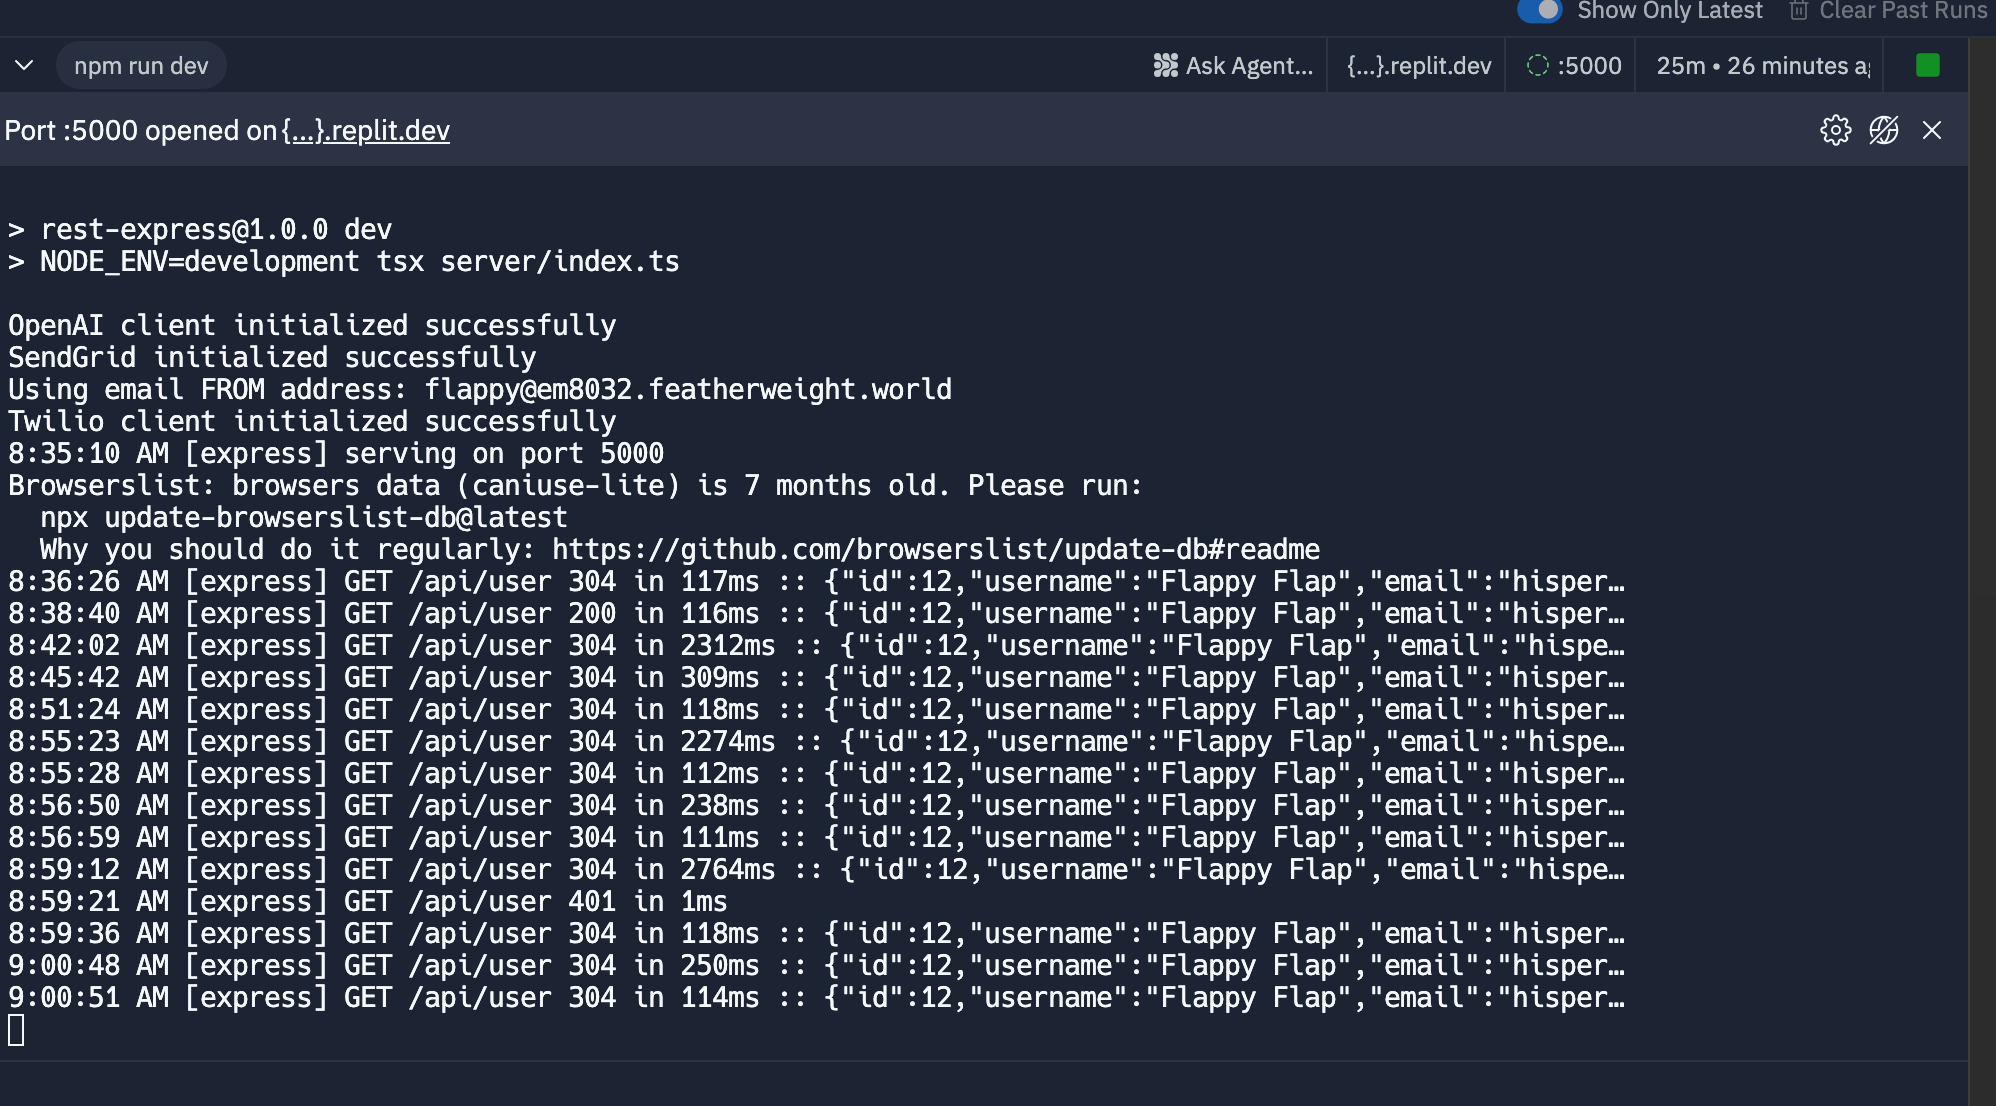 Show Only Latest Clear Past Runs
npm run dev Ask Agent... {...}.replit.dev :5000 25m • 26 minutes a
Port :5000 opened on {...}.replit.dev
> rest-express@1.0.0 dev
> NODE_ENV=development tsx server/index.ts
OpenAI client initialized successfully
SendGrid initialized successfully
Using email FROM address: flappy@em8032.featherweight.world
Twilio client initialized successfully
8:35:10 AM [express] serving on port 5000
Browserslist: browsers data (caniuse-lite) is 7 months old. Please run:
npx update-browserslist-db@latest
Why you should do it regularly: https://github.com/browserslist/update-db#readme
8:36:26 AM [express] GET /api/user 304 in 117ms :: {"id":12,"username":"Flappy Flap","email":"hisper…
8:38:40 AM [express] GET /api/user 200 in 116ms :: {"id":12,"username":"Flappy Flap","email":"hisper…
8:42:02 AM [express] GET /api/user 304 in 2312ms :: {"id":12,"username":"Flappy Flap","email":"hispe…
8:45:42 AM [express] GET /api/user 304 in 309ms :: {"id":12,"username":"Flappy Flap","email":"hisper…
8:51:24 AM [express] GET /api/user 304 in 118ms :: {"id":12,"username":"Flappy Flap","email":"hisper…
8:55:23 AM [express] GET /api/user 304 in 2274ms :: {"id":12,"username":"Flappy Flap","email":"hispe…
8:55:28 AM [express] GET /api/user 304 in 112ms :: {"id":12,"username":"Flappy Flap","email":"hisper…
8:56:50 AM [express] GET /api/user 304 in 238ms :: {"id":12,"username":"Flappy Flap","email":"hisper…
8:56:59 AM [express] GET /api/user 304 in 111ms :: {"id":12,"username":"Flappy Flap","email":"hisper…
8:59:12 AM [express] GET /api/user 304 in 2764ms :: {"id":12,"username":"Flappy Flap","email":"hispe…
8:59:21 AM [express] GET /api/user 401 in 1ms
8:59:36 AM [express] GET /api/user 304 in 118ms :: {"id":12,"username":"Flappy Flap","email":"hisper…
9:00:48 AM [express] GET /api/user 304 in 250ms :: {"id":12,"username":"Flappy Flap","email":"hisper…
9:00:51 AM [express] GET /api/user 304 in 114ms :: {"id":12,"username":"Flappy Flap","email":"hisper…